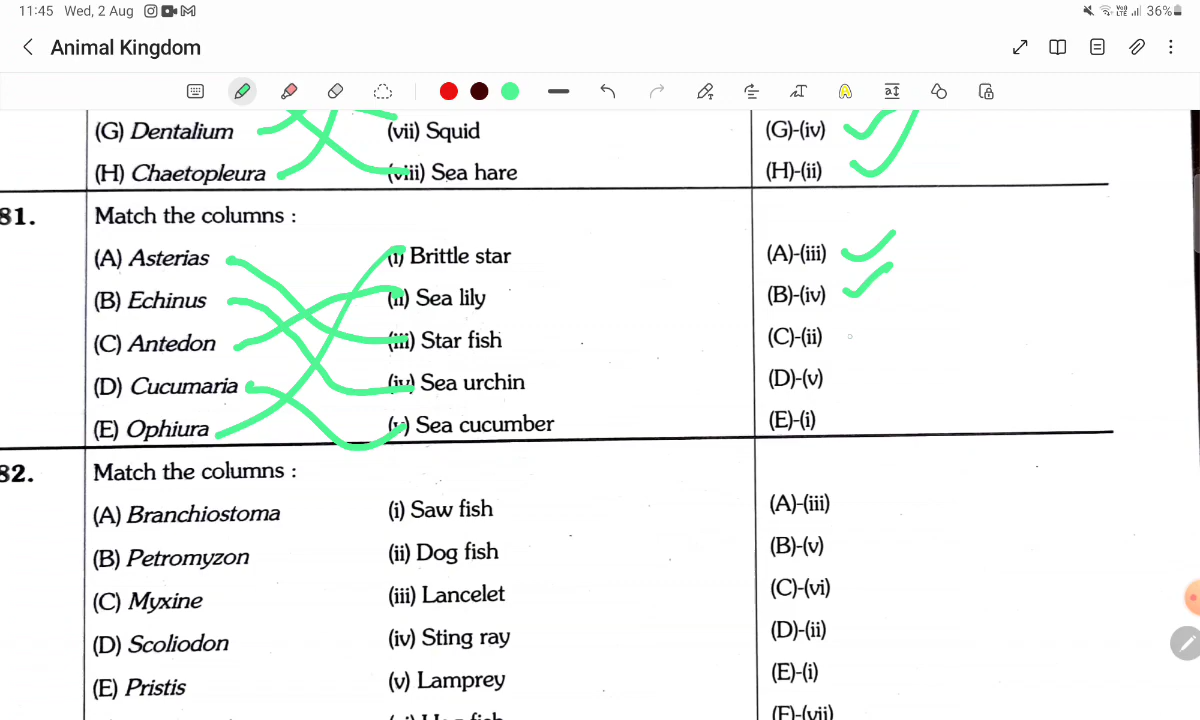 11:45 Wed, 2 Aug 36%
Animal Kingdom
(G) Dentalium (vii) Squid (G)-(iv)
(H) Chaetopleura (viii) Sea hare (H)-(ii)
81. Match the columns :
(A) Asterias (i) Brittle star (A)-(iii)
(B) Echinus (ii) Sea lily (B)-(iv)
(C) Antedon (iii) Star fish (C)-(ii)
(D) Cucumaria (iv) Sea urchin (D)-(v)
(E) Ophiura (v) Sea cucumber (E)-(i)
82. Match the columns :
(A) Branchiostoma (i) Saw fish (A)-(iii)
(B) Petromyzon (ii) Dog fish (B)-(v)
(C) Myxine (iii) Lancelet (C)-(vi)
(D) Scoliodon (iv) Sting ray (D)-(ii)
(E) Pristis (v) Lamprey (E)-(i)
(F)-(vii)